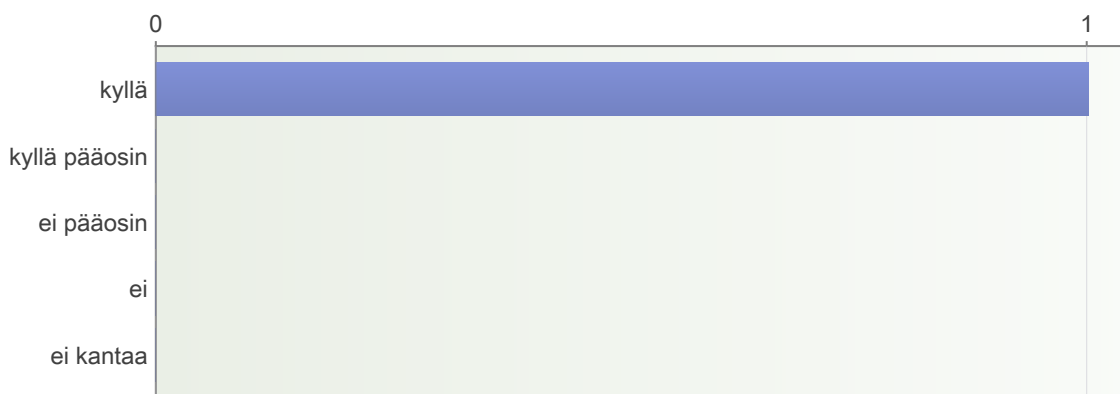 0 1
kyllä
kyllä pääosin
ei pääosin
ei
ei kantaa